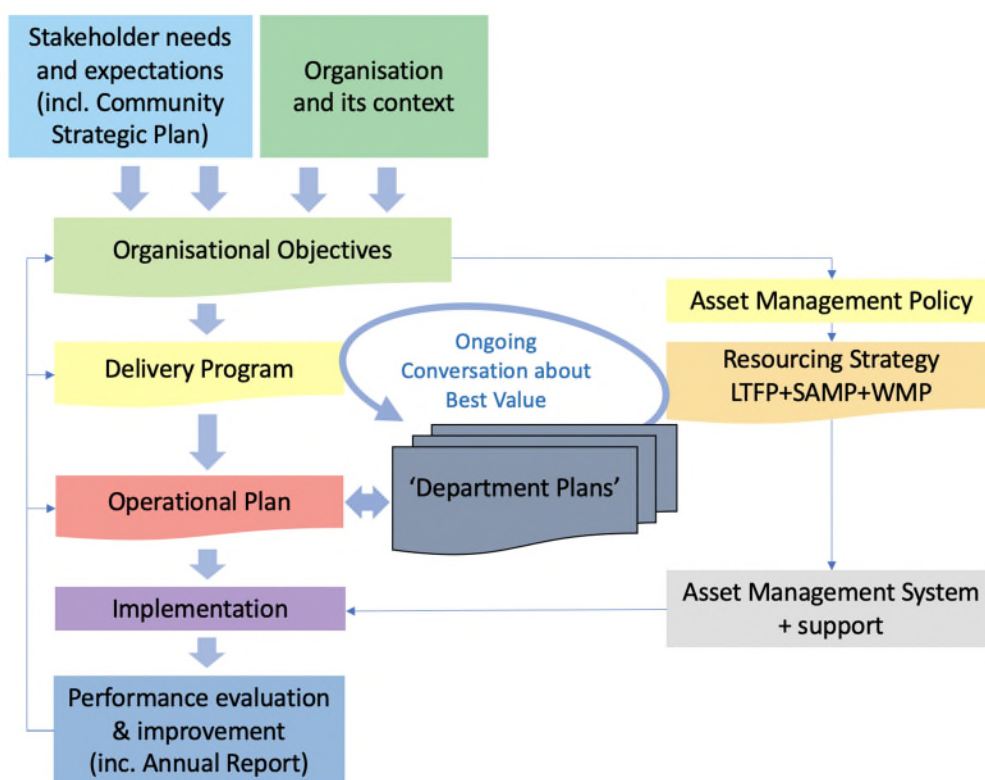 Stakeholder needs
and expectations
(incl. Community
Strategic Plan)
Organisation
and its context
Organisational Objectives
Asset Management Policy
Delivery Program
Ongoing
Conversation about
Best Value
Resourcing Strategy
LTFP+SAMP+WMP
Operational Plan
‘Department Plans’
Implementation
Asset Management System
+ support
Performance evaluation
& improvement
(inc. Annual Report)